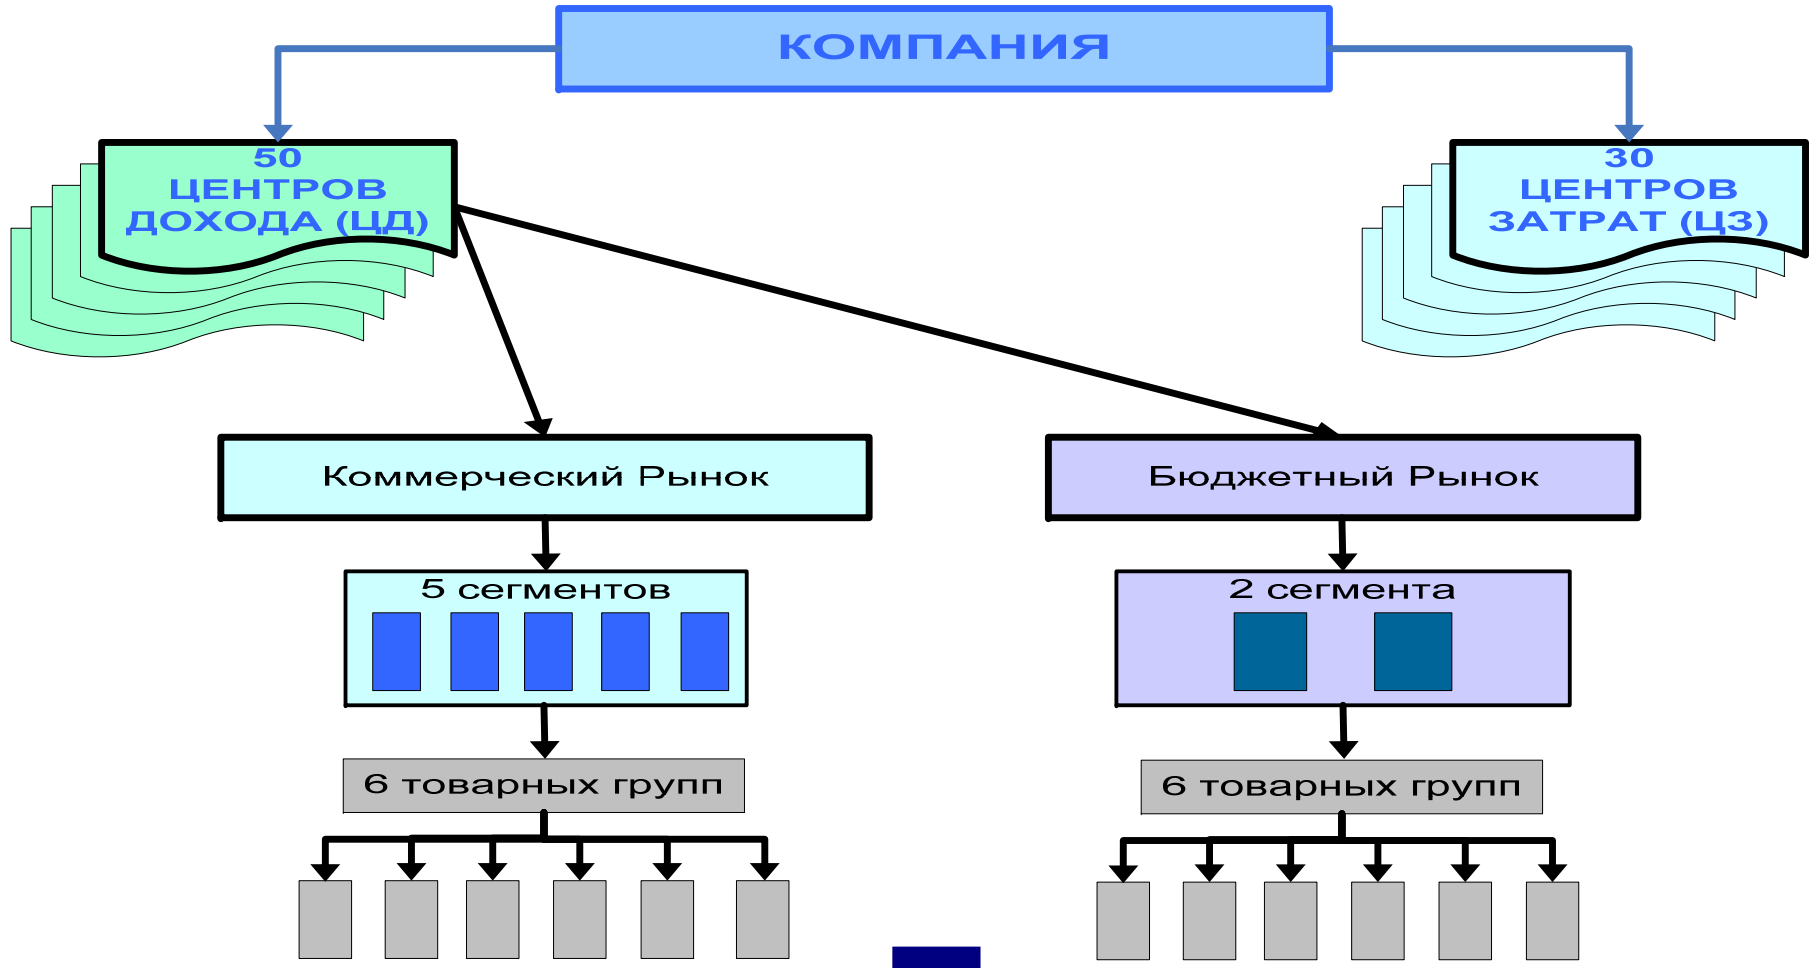 КОМПАНИЯ
50
ЦЕНТРОВ
ДОХОДА (ЦД)
30
ЦЕНТРОВ
ЗАТРАТ (ЦЗ)
Коммерческий Рынок
Бюджетный Рынок
5 сегментов
2 сегмента
6 товарных групп
6 товарных групп